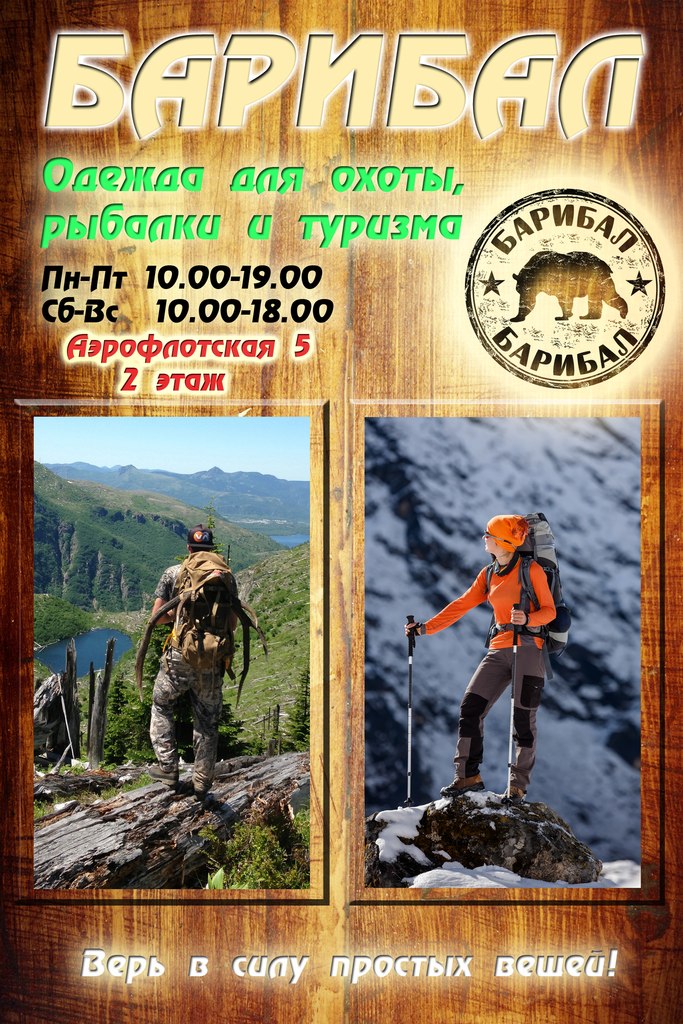 БАРИБАЛ
Одежда для охоты,
рыбалки и туризма
Пн-Пт 10.00-19.00
Сб-Вс 10.00-18.00
Аэрофлотская 5
2 этаж
БАРИБАЛ
БАРИБАЛ
Верь в силу простых вешей!